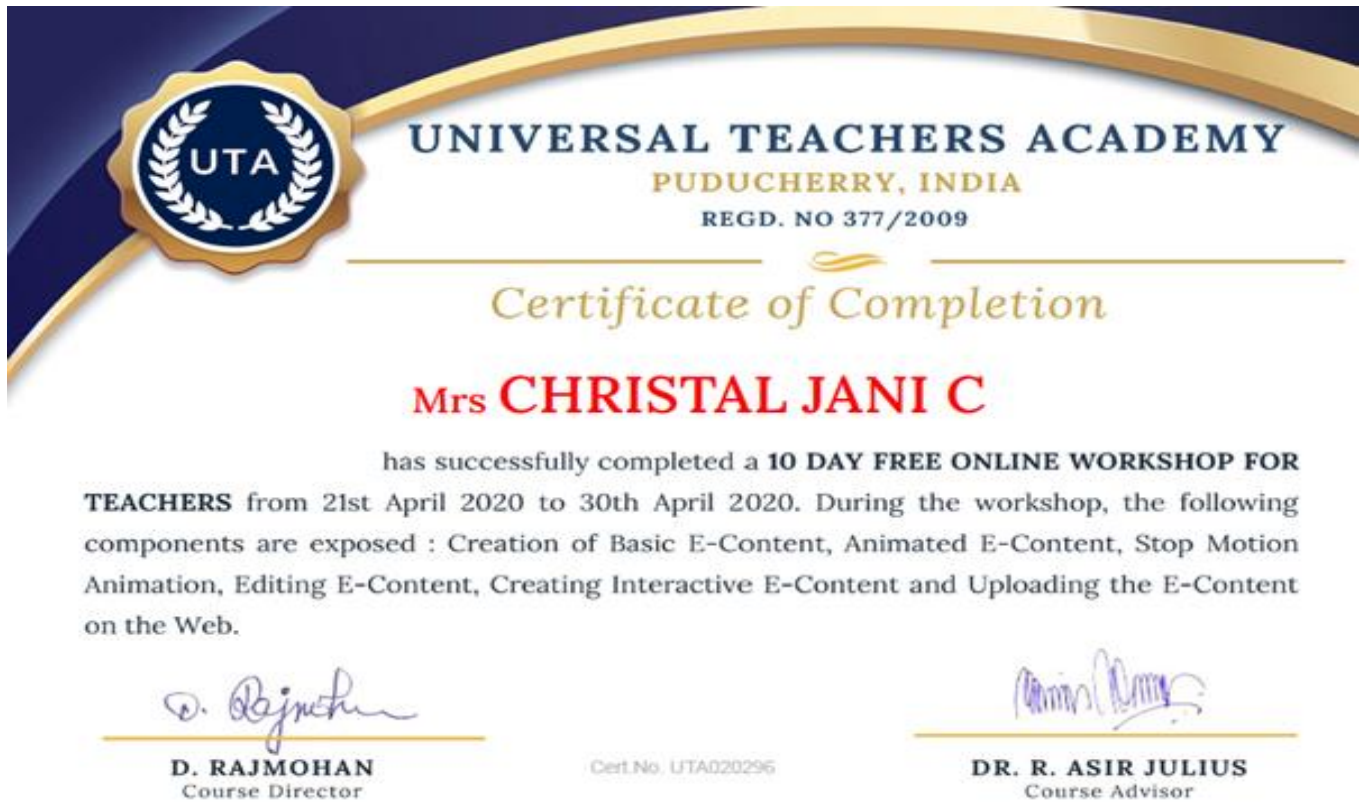 UTA
UNIVERSAL TEACHERS ACADEMY
PUDUCHERRY, INDIA
REGD. NO 377/2009
Certificate of Completion
Mrs CHRISTAL JANI C
has successfully completed a 10 DAY FREE ONLINE WORKSHOP FOR
TEACHERS from 21st April 2020 to 30th April 2020. During the workshop, the following
components are exposed : Creation of Basic E-Content, Animated E-Content, Stop Motion
Animation, Editing E-Content, Creating Interactive E-Content and Uploading the E-Content
on the Web.
D. Rajmohan
D. RAJMOHAN
Course Director
Cert.No. UTA020296
DR. R. ASIR JULIUS
Course Advisor